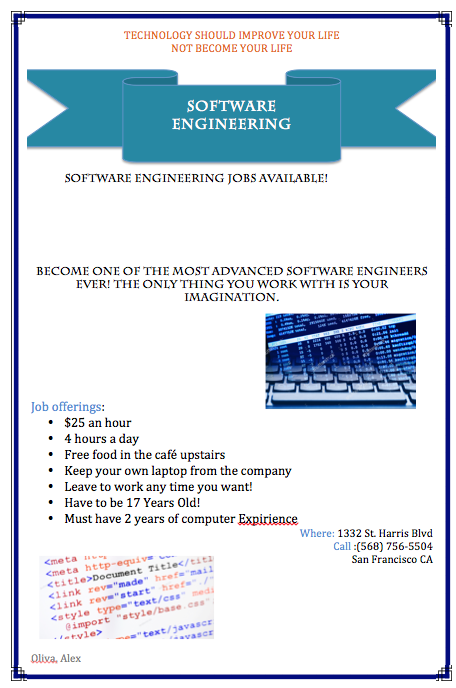 TECHNOLOGY SHOULD IMPROVE YOUR LIFE
NOT BECOME YOUR LIFE
SOFTWARE
ENGINEERING
SOFTWARE ENGINEERING JOBS AVAILABLE!
BECOME ONE OF THE MOST ADVANCED SOFTWARE ENGINEERS
EVER! THE ONLY THING YOU WORK WITH IS YOUR
IMAGINATION.
Job offerings:
• $25 an hour
• 4 hours a day
• Free food in the café upstairs
• Keep your own laptop from the company
• Leave to work any time you want!
• Have to be 17 Years Old!
• Must have 2 years of computer Expirience
Where: 1332 St. Harris Blvd
Call :(568) 756-5504
San Francisco CA
<meta
<meta http-equiv=
<title>Document Title</titl
<link rev="made" href="mail
<link rev="start" href="./
<style type="text/css" med
@import "style/base.css"
</style>
="text/javascr
Oliva, Alex